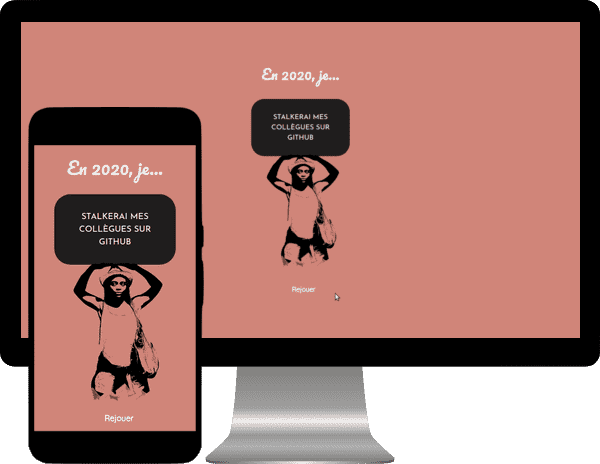 En 2020, je...
STALKERAI MES
COLLÈGUES SUR
GITHUB
Rejouer
En 2020, je...
STALKERAI MES
COLLÈGUES SUR
GITHUB
Rejouer